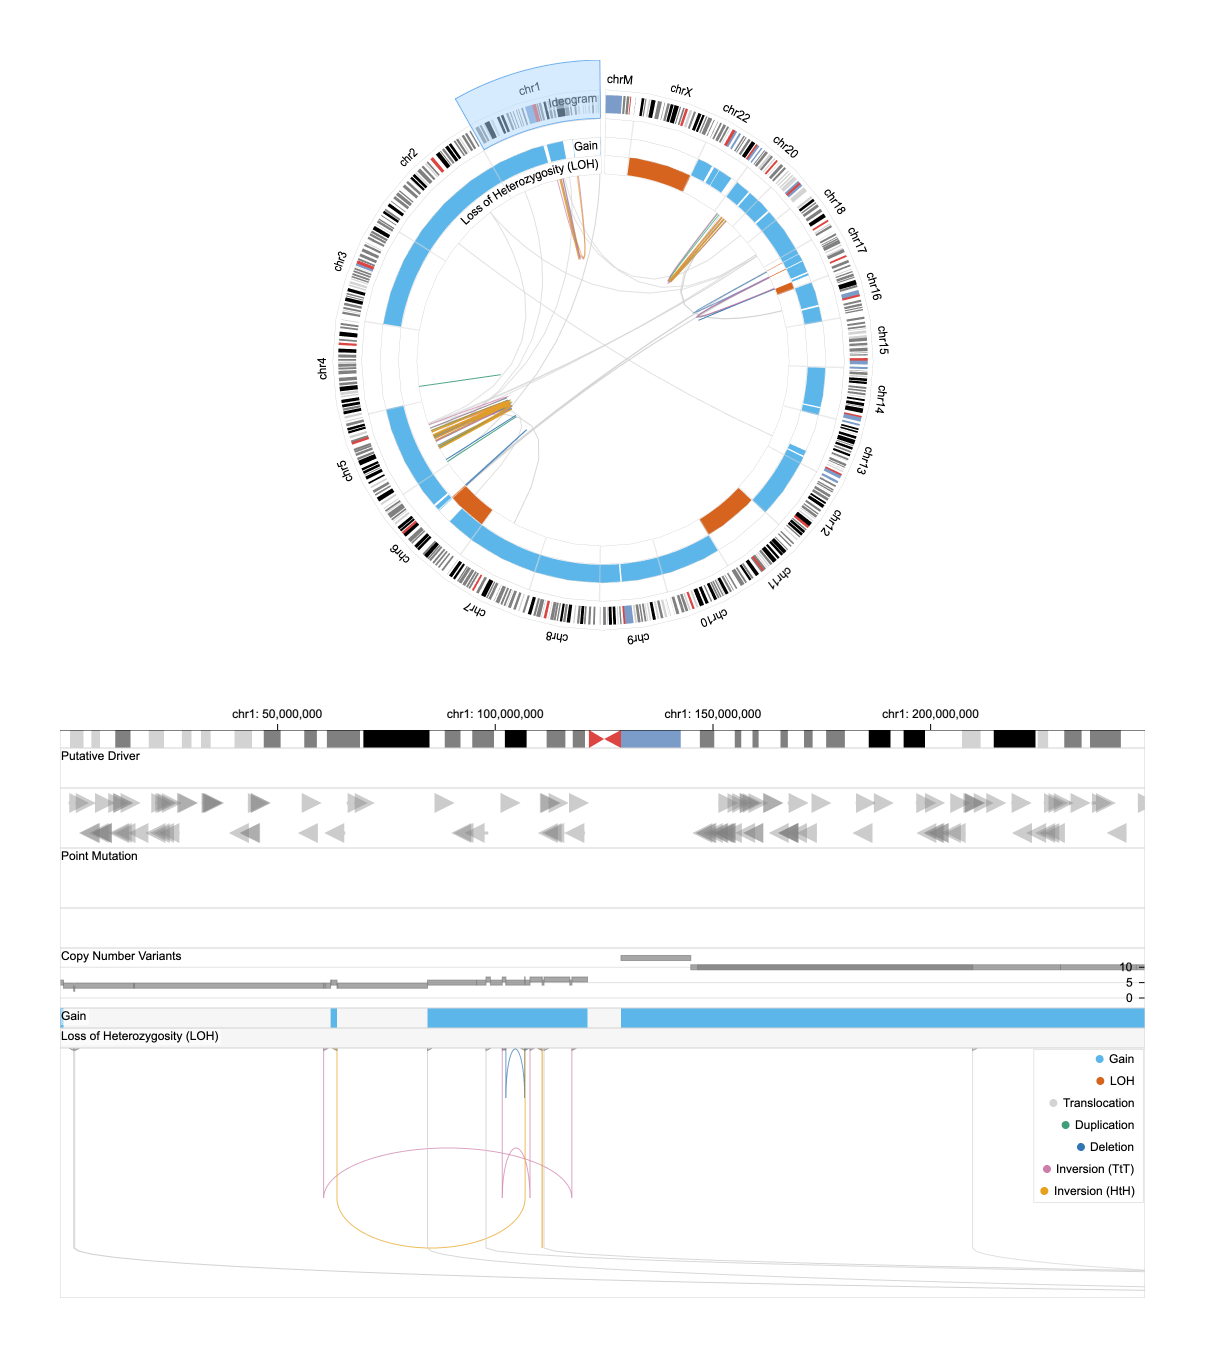 chrM
chrX
chr22
chr20
chr18
chr17
chr16
chr15
chr14
chr13
chr12
chr11
chr10
chr9
chr8
chr7
chr6
chr5
chr4
chr3
chr2
chr1
Ideogram
Gain
Loss of Heterozygosity (LOH)
chr1: 50,000,000
chr1: 100,000,000
chr1: 150,000,000
chr1: 200,000,000
Putative Driver
Point Mutation
Copy Number Variants
10
5
0
Gain
Loss of Heterozygosity (LOH)
Gain
LOH
Translocation
Duplication
Deletion
Inversion (TtT)
Inversion (HtH)